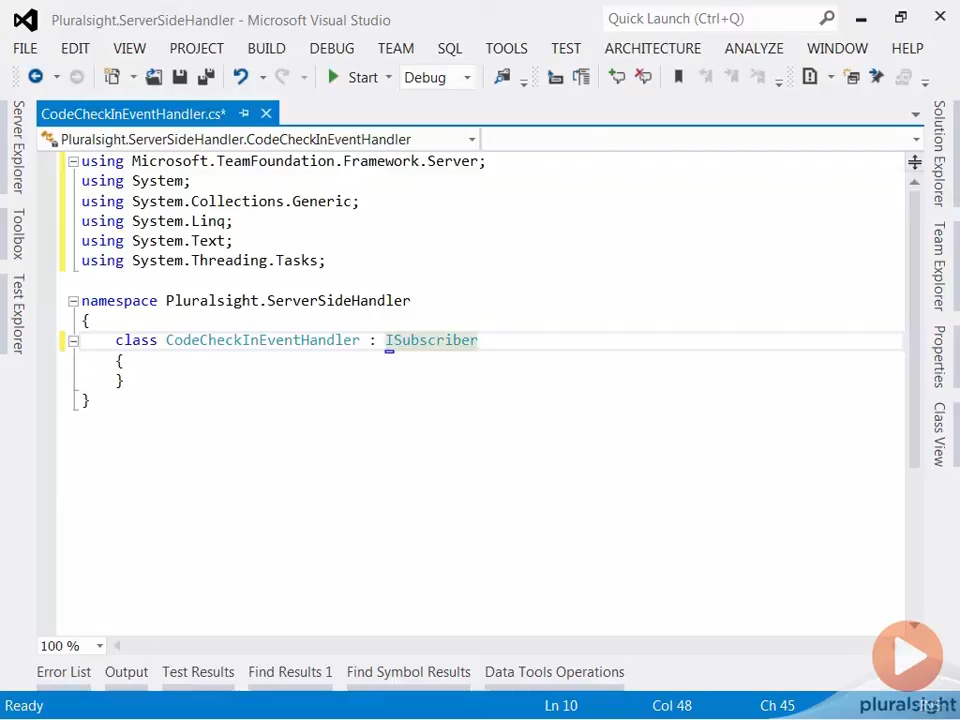 Pluralsight.ServerSideHandler - Microsoft Visual Studio
Quick Launch (Ctrl+Q)
FILE EDIT VIEW PROJECT BUILD DEBUG TEAM SQL TOOLS TEST ARCHITECTURE ANALYZE WINDOW HELP
Start Debug
CodeCheckInEventHandler.cs*
Pluralsight.ServerSideHandler.CodeCheckInEventHandler
using Microsoft.TeamFoundation.Framework.Server;
using System;
using System.Collections.Generic;
using System.Linq;
using System.Text;
using System.Threading.Tasks;
namespace Pluralsight.ServerSideHandler
{
class CodeCheckInEventHandler : ISubscriber
{
}
}
Server Explorer
Toolbox
Test Explorer
Solution Explorer
Team Explorer
Properties
Class View
100 %
Error List Output Test Results Find Results 1 Find Symbol Results Data Tools Operations
Ready Ln 10 Col 48 Ch 45
pluralsight